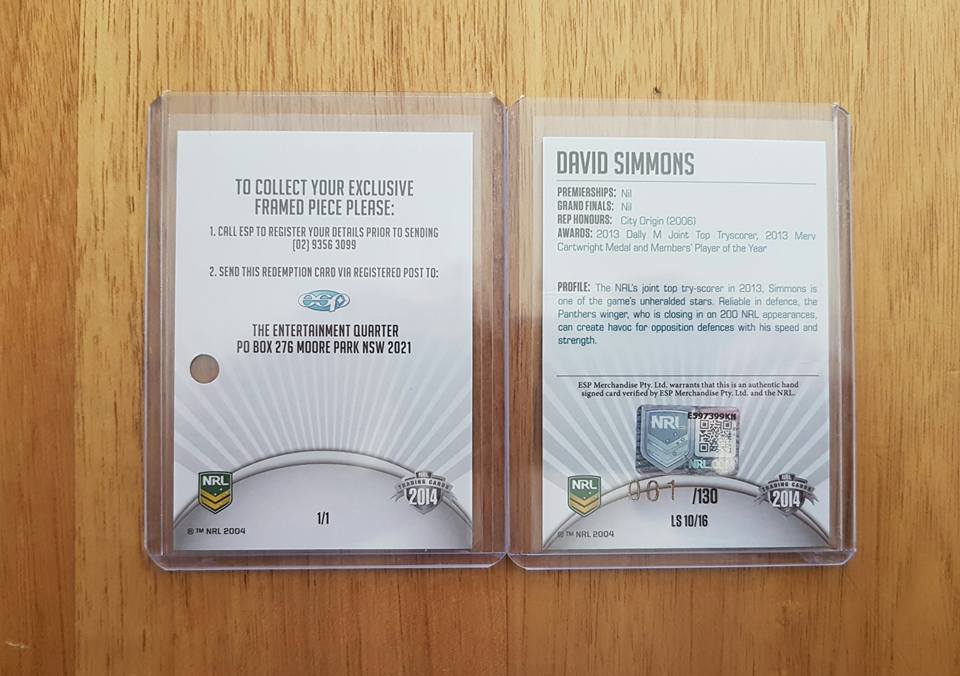 TO COLLECT YOUR EXCLUSIVE
FRAMED PIECE PLEASE:
1. CALL ESP TO REGISTER YOUR DETAILS PRIOR TO SENDING
(02) 9356 3099
2. SEND THIS REDEMPTION CARD VIA REGISTERED POST TO:
esp
THE ENTERTAINMENT QUARTER
PO BOX 276 MOORE PARK NSW 2021
NRL
NRL
TRADING CARDS
2014
1/1
® ™ NRL 2004
DAVID SIMMONS
PREMIERSHIPS: Nil
GRAND FINALS: Nil
REP HONOURS: City Origin (2006)
AWARDS: 2013 Dally M Joint Top Tryscorer, 2013 Merv
Cartwright Medal and Members' Player of the Year
PROFILE: The NRL's joint top try-scorer in 2013, Simmons is
one of the game's unheralded stars. Reliable in defence, the
Panthers winger, who is closing in on 200 NRL appearances,
can create havoc for opposition defences with his speed and
strength.
ESP Merchandise Pty. Ltd. warrants that this is an authentic hand
signed card verified by ESP Merchandise Pty. Ltd. and the NRL.
NRL
ES97399KN
NRL
001 /130
NRL
TRADING CARDS
2014
LS 10/16
® ™ NRL 2004